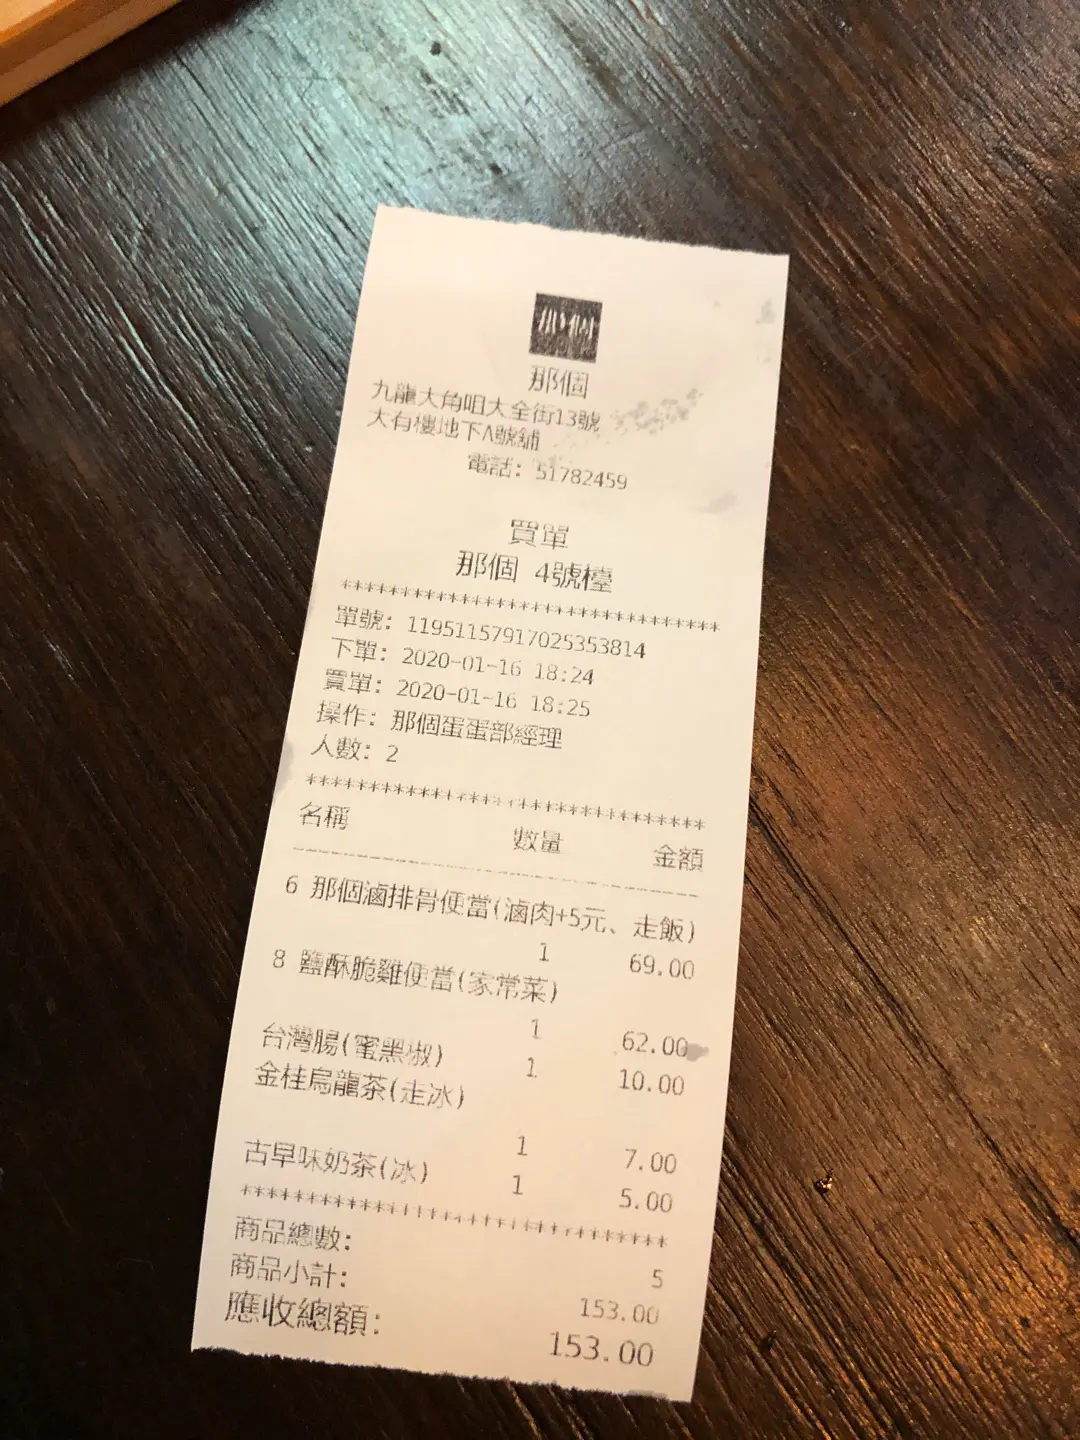 那個
那個
九龍大角咀大全街13號
大有樓地下A號舖
電話: 51782459
買單
那個 4號檯
******************************
單號: 11951157917025353814
下單: 2020-01-16 18:24
買單: 2020-01-16 18:25
操作: 那個蛋蛋部經理
人數: 2
********************************
名稱 數量 金額
--------------------------------
6 那個滷排骨便當(滷肉+5元、走飯)
1 69.00
8 鹽酥脆雞便當(家常菜)
1 62.00
台灣腸(蜜黑椒) 1 10.00
金桂烏龍茶(走冰)
1 7.00
古早味奶茶(冰) 1 5.00
********************************
商品總數: 5
商品小計: 153.00
應收總額: 153.00